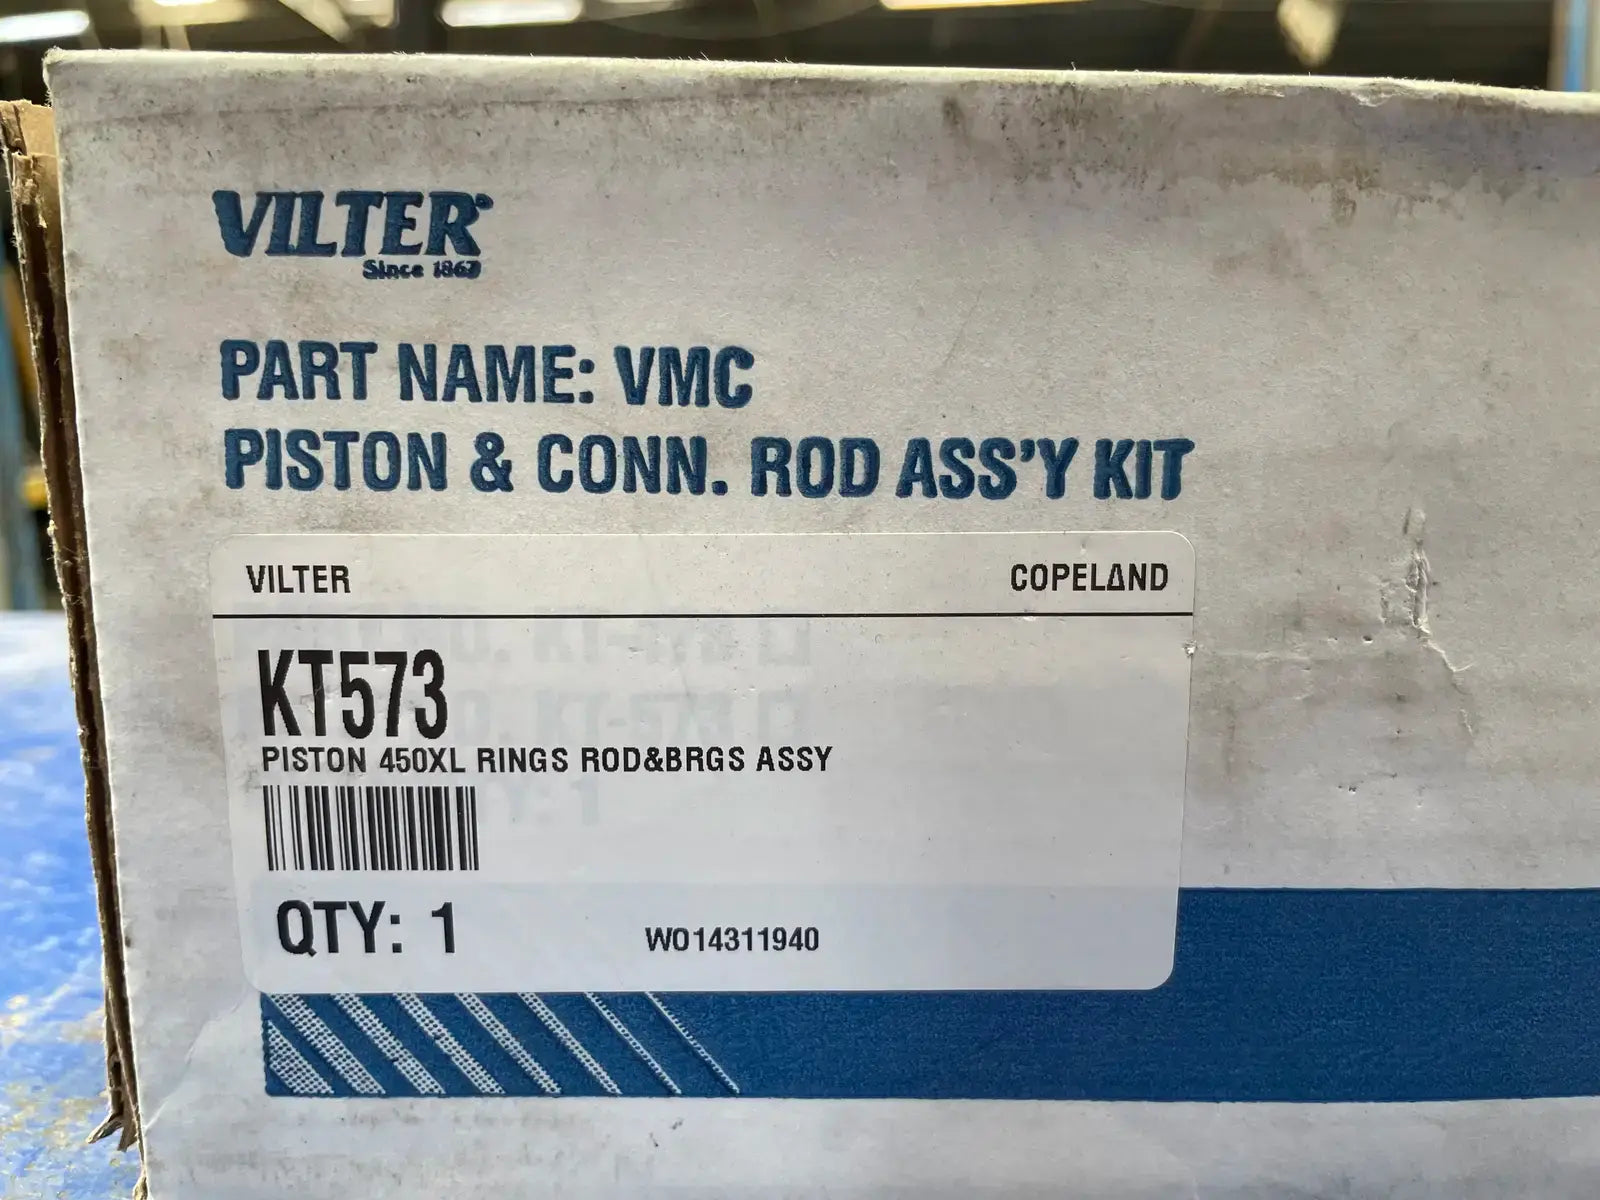 VILTER®
Since 1867
PART NAME: VMC
PISTON & CONN. ROD ASS'Y KIT
VILTER COPELAND
KT573
PISTON 450XL RINGS ROD&BRGS ASSY
QTY: 1 WO14311940